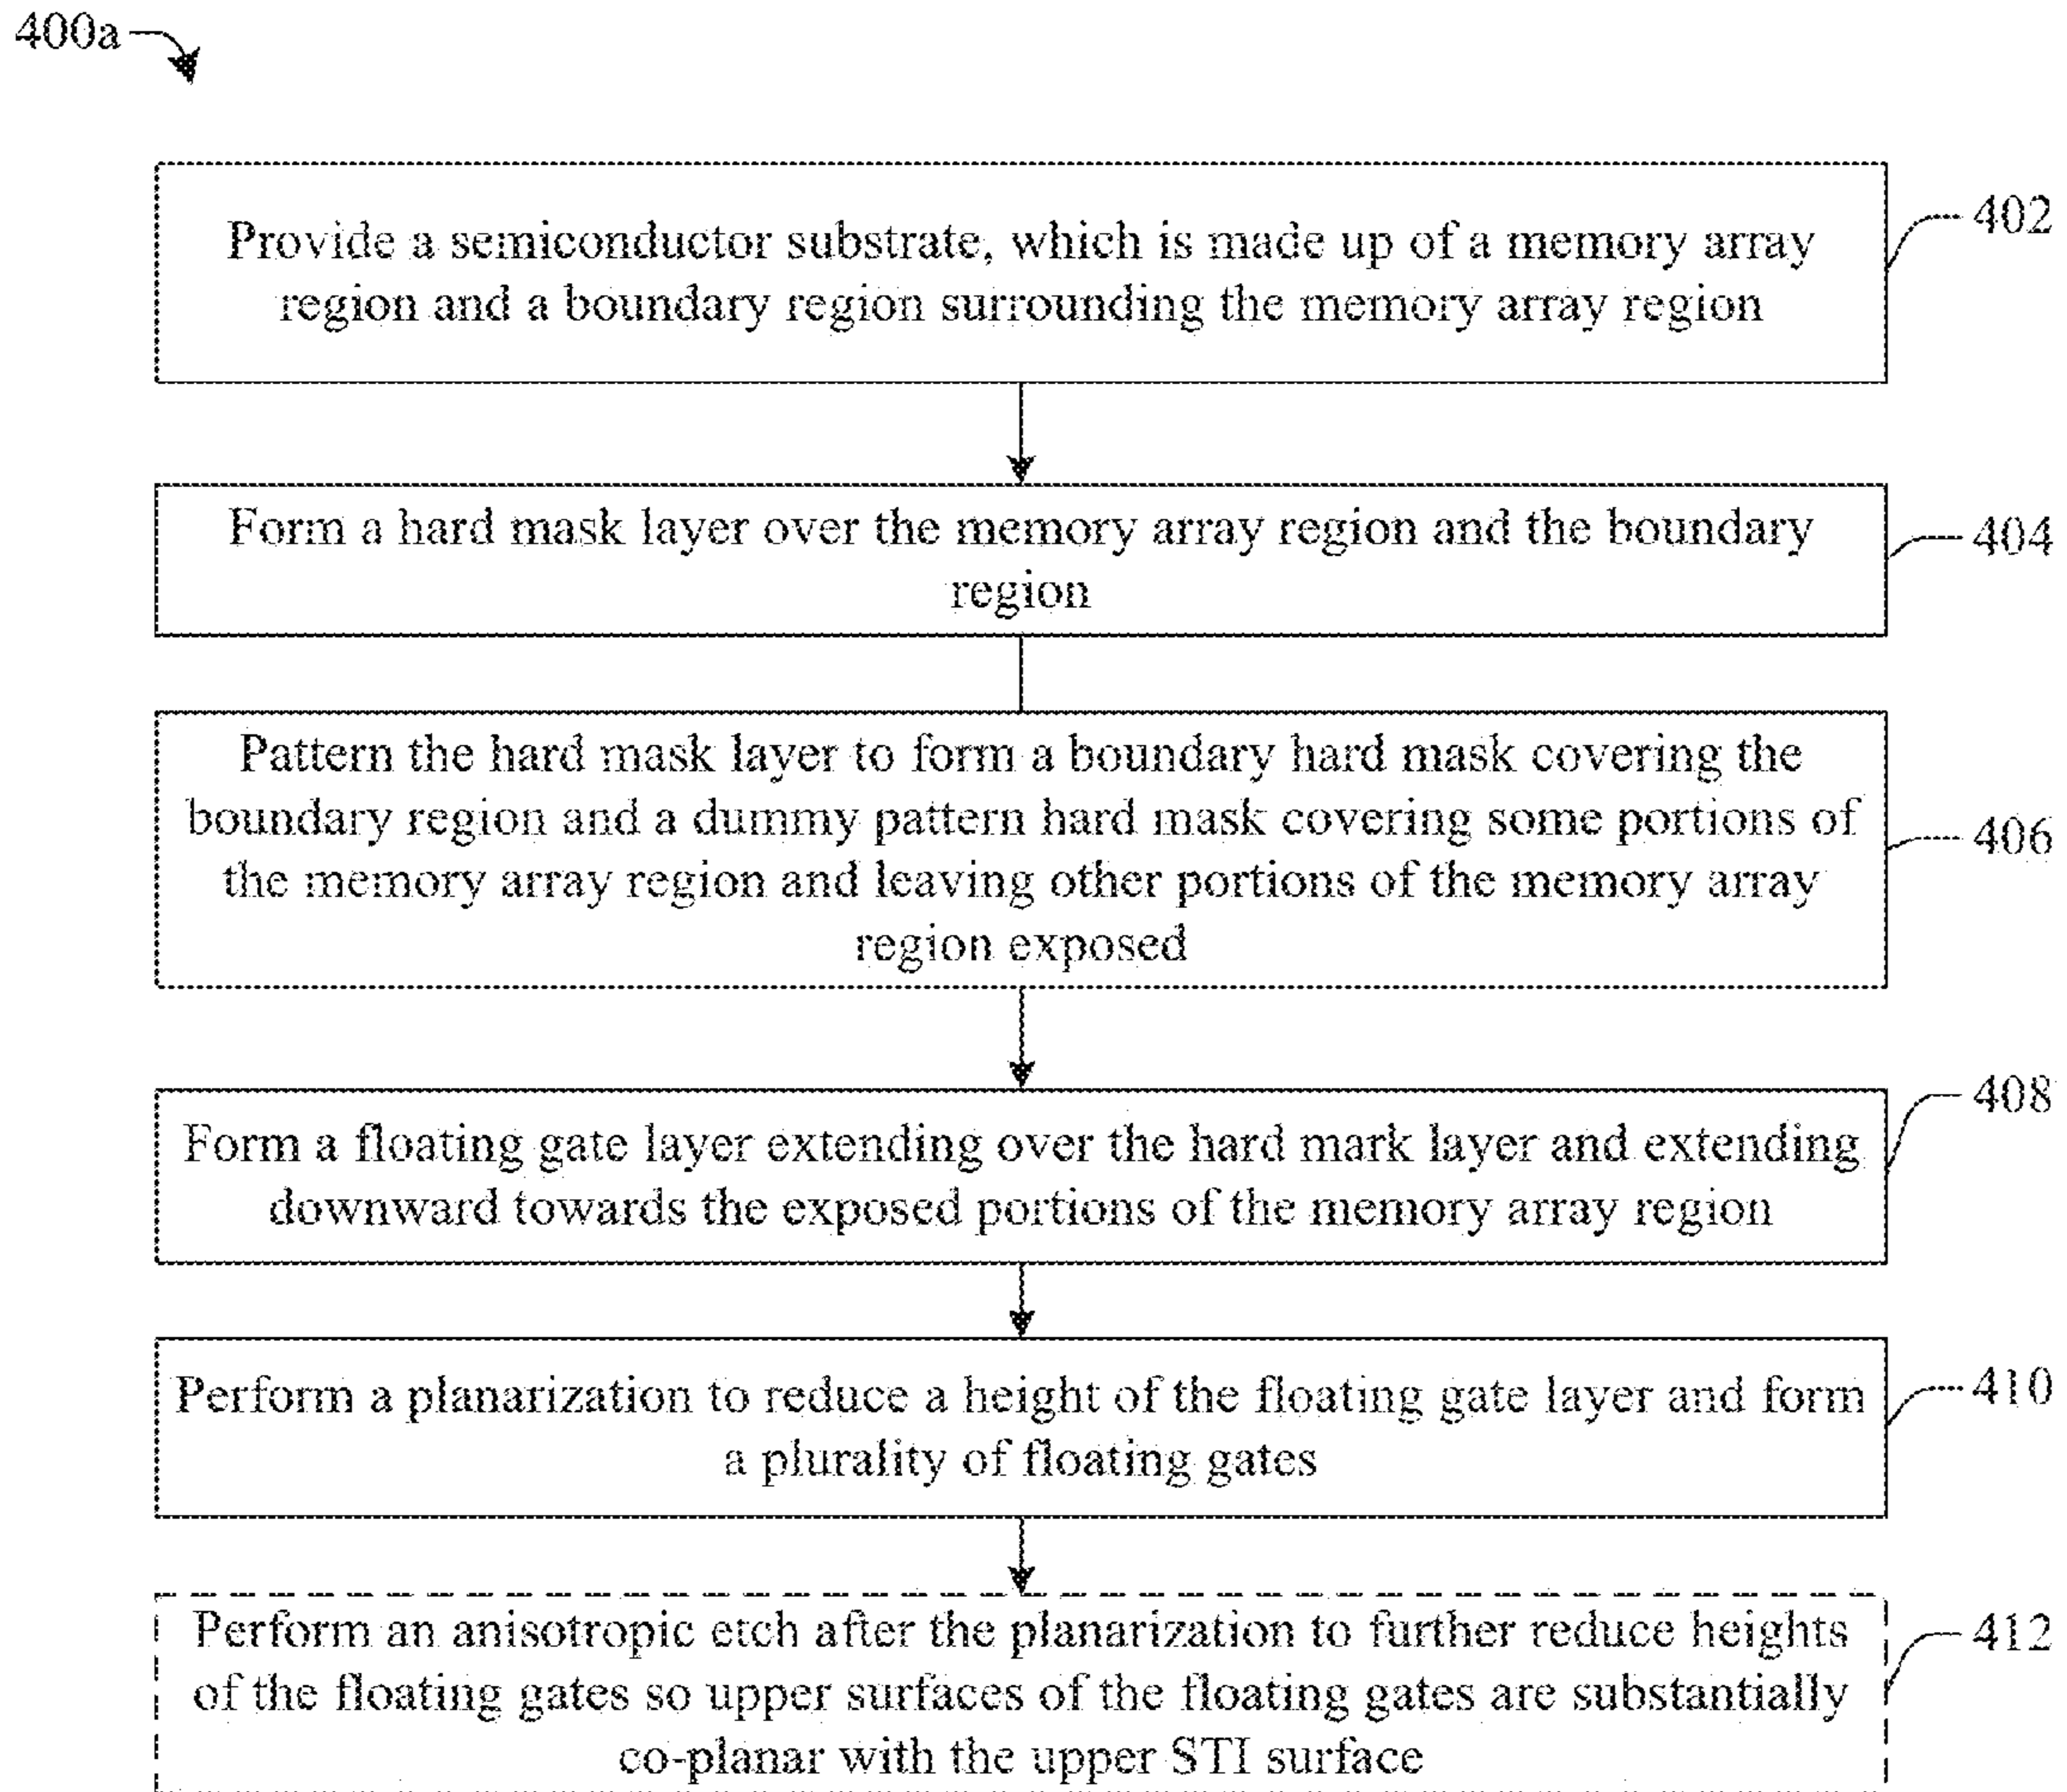 400a
Provide a semiconductor substrate, which is made up of a memory array
region and a boundary region surrounding the memory array region
402
Form a hard mask layer over the memory array region and the boundary
region
404
Pattern the hard mask layer to form a boundary hard mask covering the
boundary region and a dummy pattern hard mask covering some portions of
the memory array region and leaving other portions of the memory array
region exposed
406
Form a floating gate layer extending over the hard mark layer and extending
downward towards the exposed portions of the memory array region
408
Perform a planarization to reduce a height of the floating gate layer and form
a plurality of floating gates
410
Perform an anisotropic etch after the planarization to further reduce heights
of the floating gates so upper surfaces of the floating gates are substantially
co-planar with the upper STI surface
412